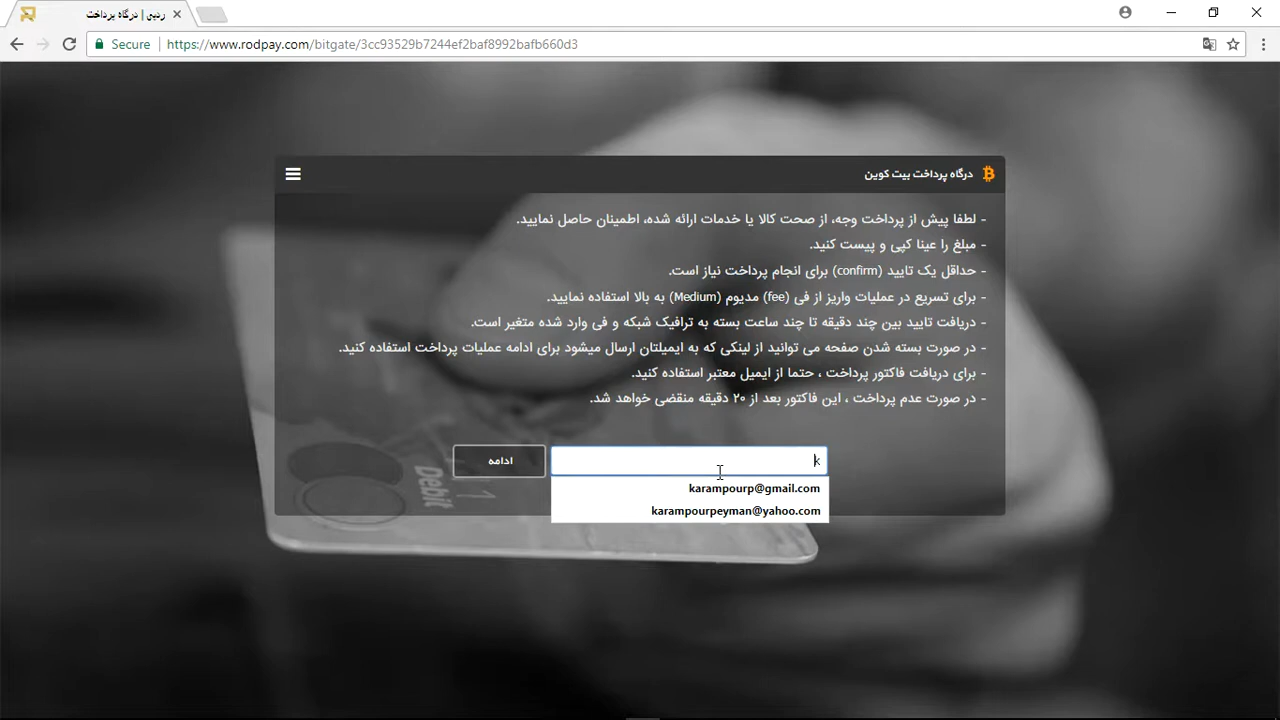 ردپی | درگاه پرداخت
Secure
https://www.rodpay.com/bitgate/3cc93529b7244ef2baf8992bafb660d3
درگاه پرداخت بیت کوین
- لطفا پیش از پرداخت وجه، از صحت کالا یا خدمات ارائه شده، اطمینان حاصل نمایید.
- مبلغ را عینا کپی و پیست کنید.
- حداقل یک تایید (confirm) برای انجام پرداخت نیاز است.
- برای تسریع در عملیات واریز از فی (fee) مدیوم (Medium) به بالا استفاده نمایید.
- دریافت تایید بین چند دقیقه تا چند ساعت بسته به ترافیک شبکه و فی وارد شده متغیر است.
- در صورت بسته شدن صفحه می توانید از لینکی که به ایمیلتان ارسال میشود برای ادامه عملیات پرداخت استفاده کنید.
- برای دریافت فاکتور پرداخت ، حتما از ایمیل معتبر استفاده کنید.
- در صورت عدم پرداخت ، این فاکتور بعد از ۲۰ دقیقه منقضی خواهد شد.
k
ادامه
karampourp@gmail.com
karampourpeyman@yahoo.com
Debit